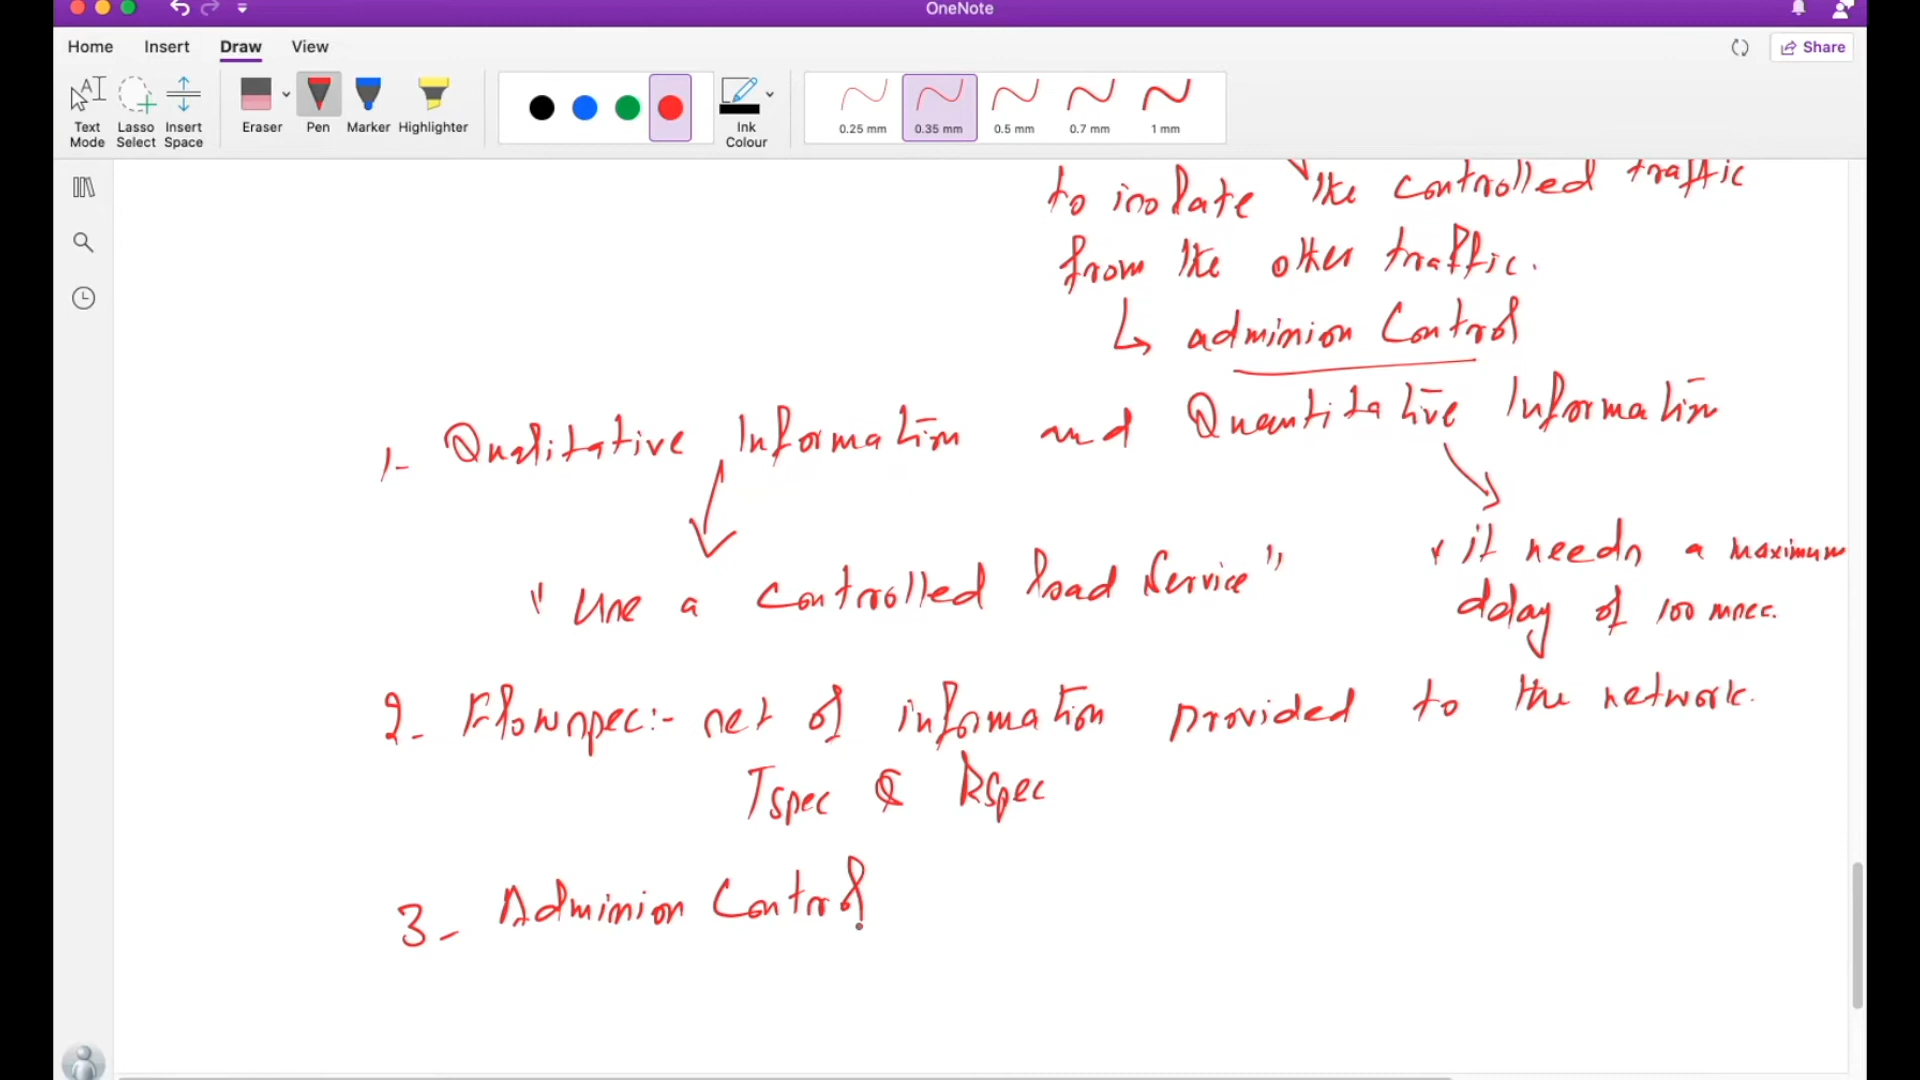 OneNote
Home Insert Draw View Share
Text Mode Lasso Select Insert Space Eraser Pen Marker Highlighter Ink Colour 0.25 mm 0.35 mm 0.5 mm 0.7 mm 1 mm
to isolate the controlled traffic
from the other traffic.
↳ admission Control
1- Qualitative Information and Quantitative Information
"Use a controlled load Service"
"it needs a maximum
delay of 100 msec.
2- Flowspec:- set of information provided to the network.
Tspec & Rspec
3- Admission Control